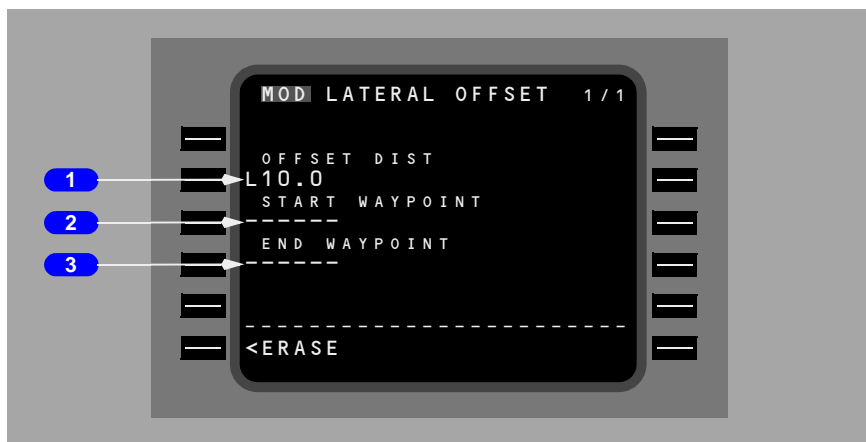 MOD LATERAL OFFSET 1/1
OFFSET DIST
1
L10.0
START WAYPOINT
2
------
END WAYPOINT
3
------
------------------------
<ERASE